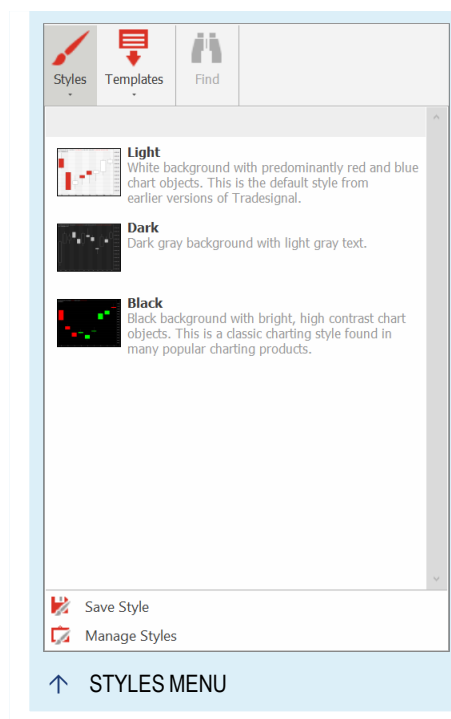 Styles
Templates
Find
Light
White background with predominantly red and blue
chart objects. This is the default style from
earlier versions of Tradesignal.
Dark
Dark gray background with light gray text.
Black
Black background with bright, high contrast chart
objects. This is a classic charting style found in
many popular charting products.
Save Style
Manage Styles
↑ STYLES MENU